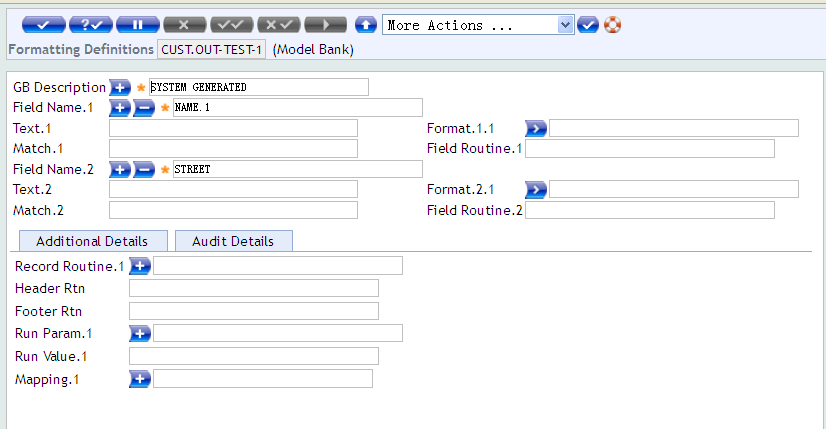 More Actions ...
Formatting Definitions CUST.OUT-TEST-1 (Model Bank)
GB Description SYSTEM GENERATED
Field Name.1 NAME.1
Text.1 Format.1.1
Match.1 Field Routine.1
Field Name.2 STREET
Text.2 Format.2.1
Match.2 Field Routine.2
Additional Details Audit Details
Record Routine.1
Header Rtn
Footer Rtn
Run Param.1
Run Value.1
Mapping.1